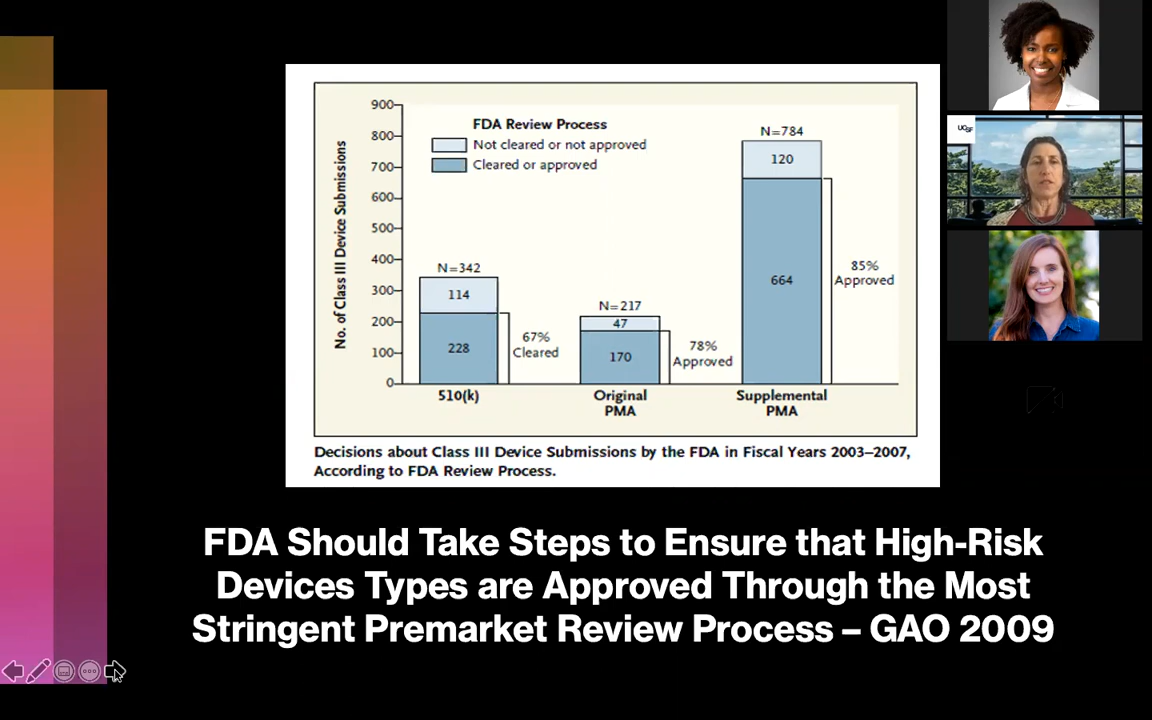 900
800
700
600
500
400
300
200
100
0
No. of Class III Device Submissions
FDA Review Process
Not cleared or not approved
Cleared or approved
N=342
114
228
67%
Cleared
510(k)
N=217
47
170
78%
Approved
Original
PMA
N=784
120
664
85%
Approved
Supplemental
PMA
Decisions about Class III Device Submissions by the FDA in Fiscal Years 2003–2007,
According to FDA Review Process.
FDA Should Take Steps to Ensure that High-Risk
Devices Types are Approved Through the Most
Stringent Premarket Review Process – GAO 2009
UCSF